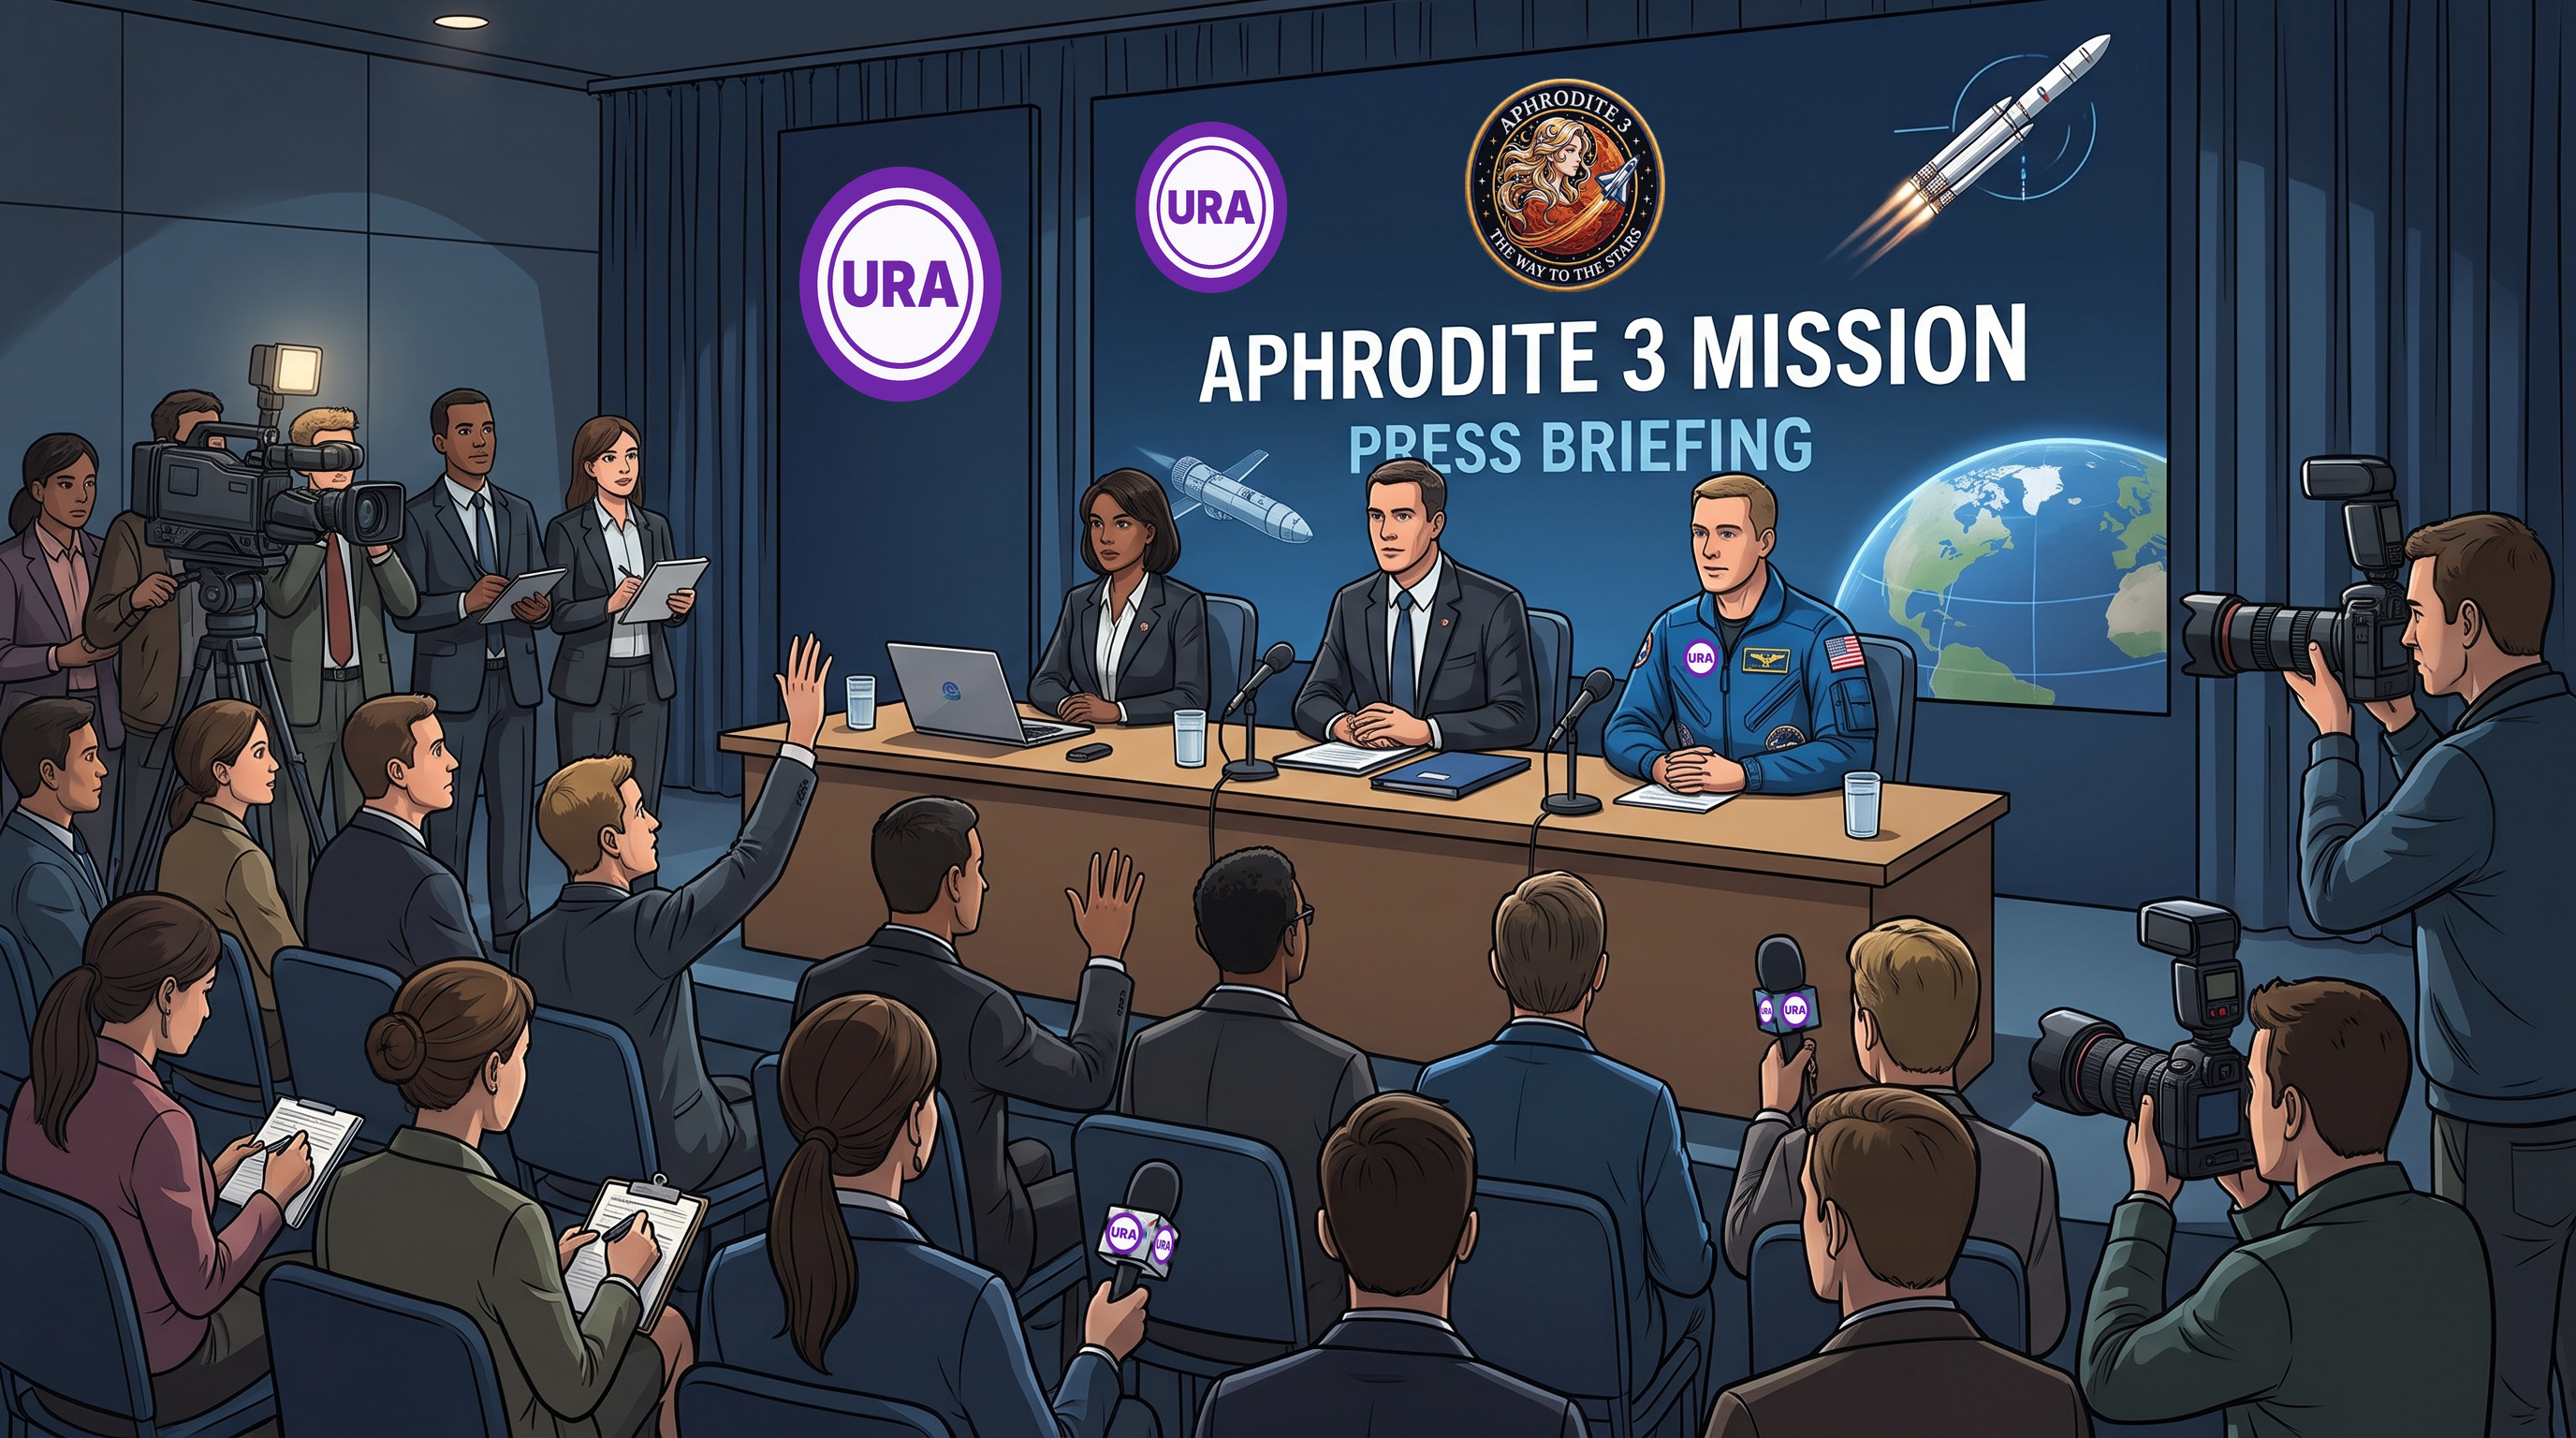 URA
URA
APHRODITE 3
THE WAY TO THE STARS
APHRODITE 3 MISSION
PRESS BRIEFING
URA
URA
URA
URA
URA